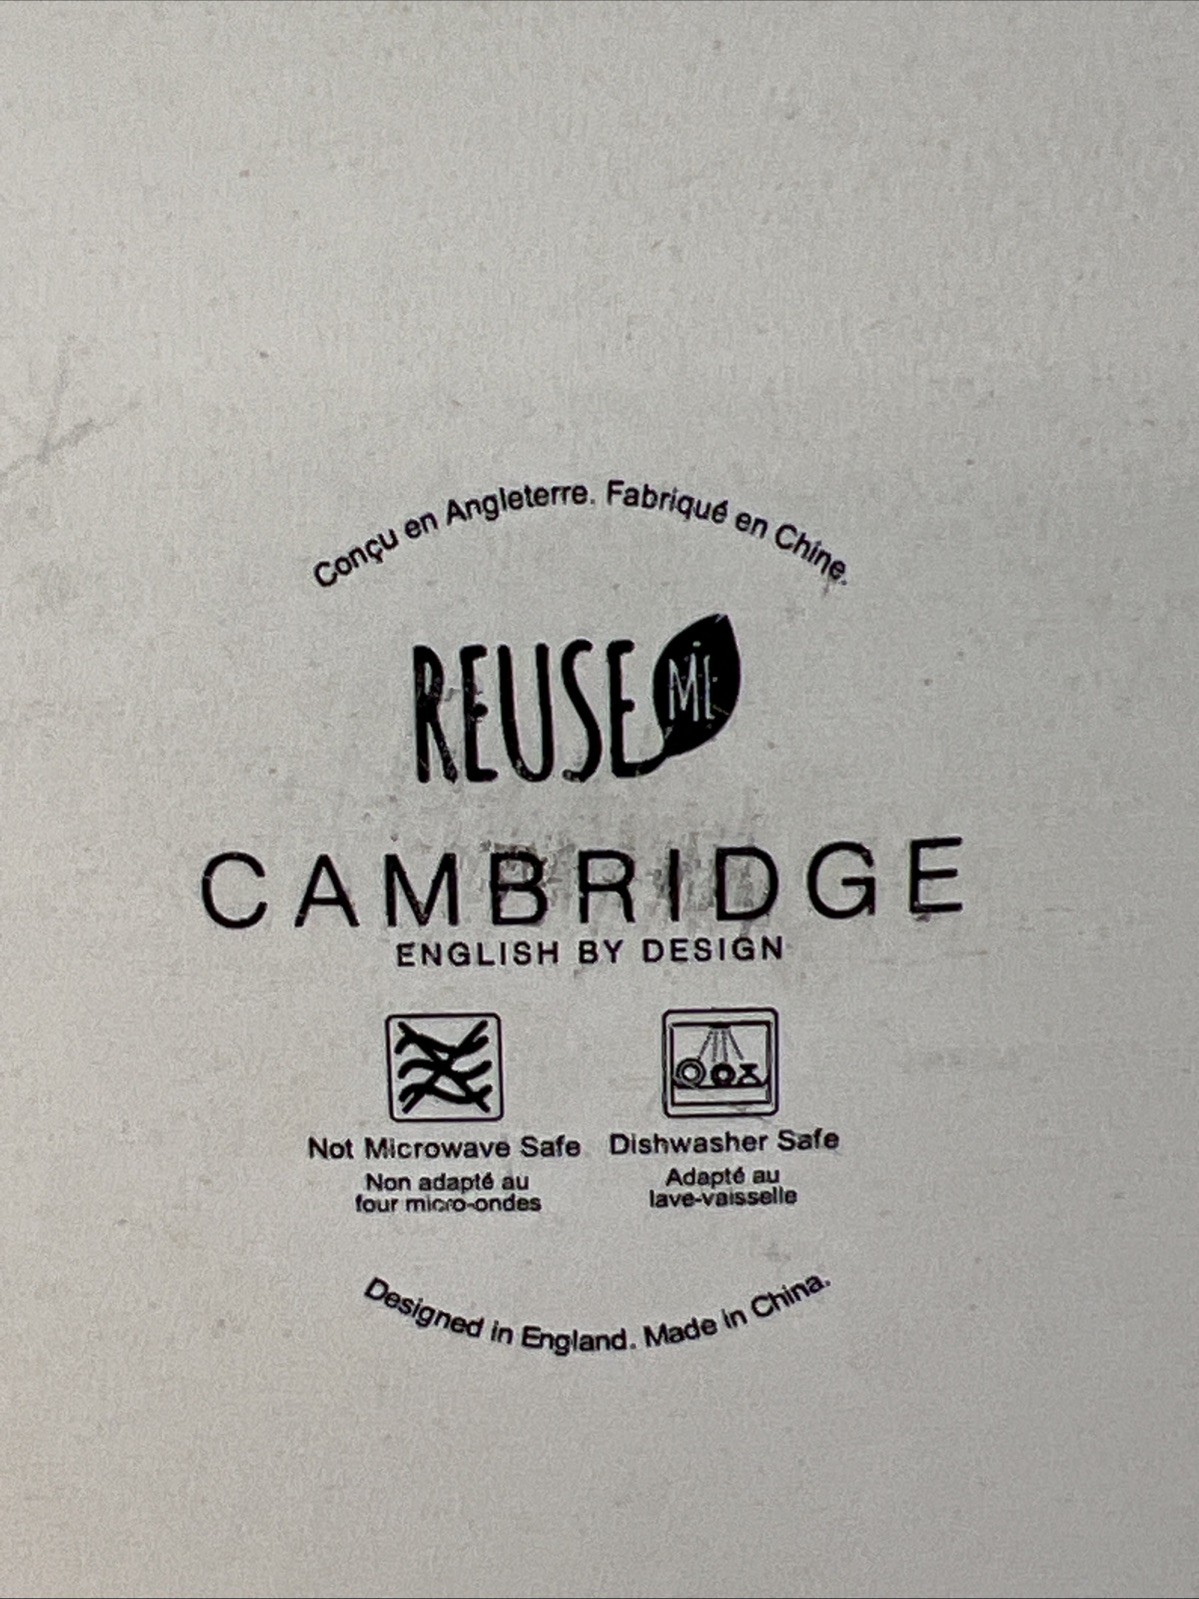 Conçu en Angleterre. Fabriqué en Chine.
REUSE
CAMBRIDGE
ENGLISH BY DESIGN
Not Microwave Safe
Non adapté au
four micro-ondes
Dishwasher Safe
Adapté au
lave-vaisselle
Designed in England. Made in China.